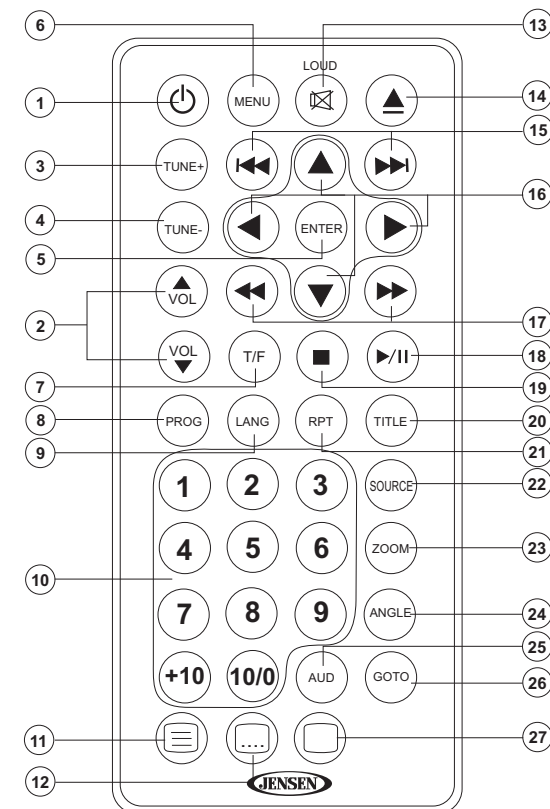 6
13
LOUD
1
MENU
14
15
3
TUNE+
16
4
TUNE-
ENTER
5
VOL
2
17
VOL
T/F
18
7
19
8
PROG
LANG
RPT
TITLE
20
9
21
1
2
3
SOURCE
22
4
5
6
ZOOM
23
10
7
8
9
ANGLE
24
25
+10
10/0
AUD
GOTO
26
11
27
12
JENSEN